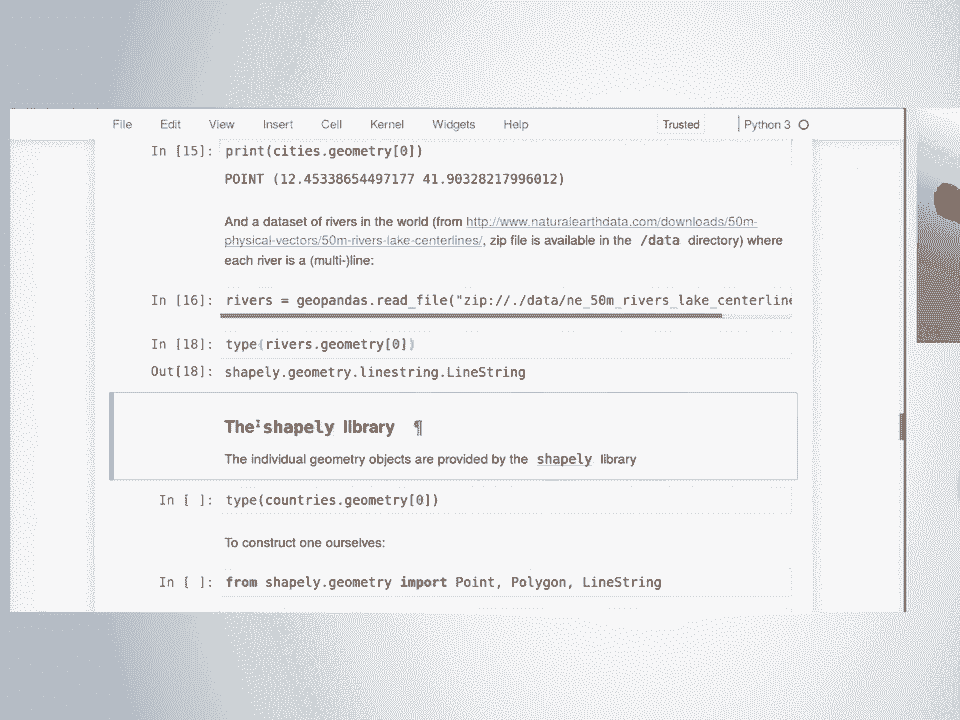 File Edit View Insert Cell Kernel Widgets Help Trusted Python 3
In [15]: print(cities.geometry[0])
POINT (12.45338654497177 41.90328217996012)
And a dataset of rivers in the world (from http://www.naturalearthdata.com/downloads/50m-
physical-vectors/50m-rivers-lake-centerlines/, zip file is available in the /data directory) where
each river is a (multi-)line:
In [16]: rivers = geopandas.read_file("zip://./data/ne_50m_rivers_lake_centerline
In [18]: type(rivers.geometry[0])
Out[18]: shapely.geometry.linestring.LineString
The shapely library ¶
The individual geometry objects are provided by the shapely library
In [ ]: type(countries.geometry[0])
To construct one ourselves:
In [ ]: from shapely.geometry import Point, Polygon, LineString